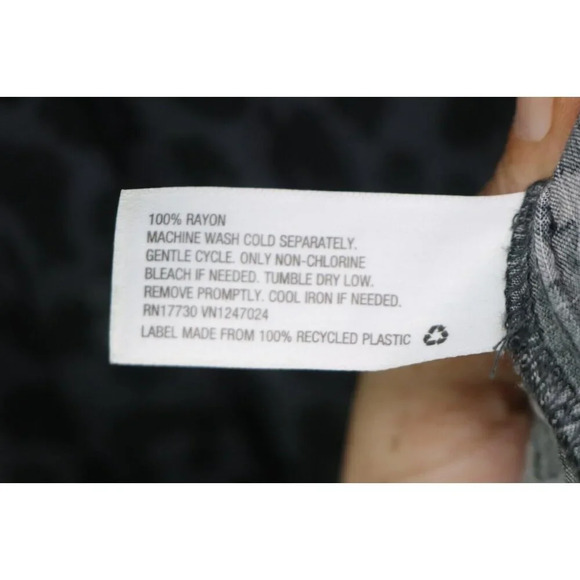 100% RAYON
MACHINE WASH COLD SEPARATELY.
GENTLE CYCLE. ONLY NON-CHLORINE
BLEACH IF NEEDED. TUMBLE DRY LOW.
REMOVE PROMPTLY. COOL IRON IF NEEDED.
RN17730 VN1247024
LABEL MADE FROM 100% RECYCLED PLASTIC